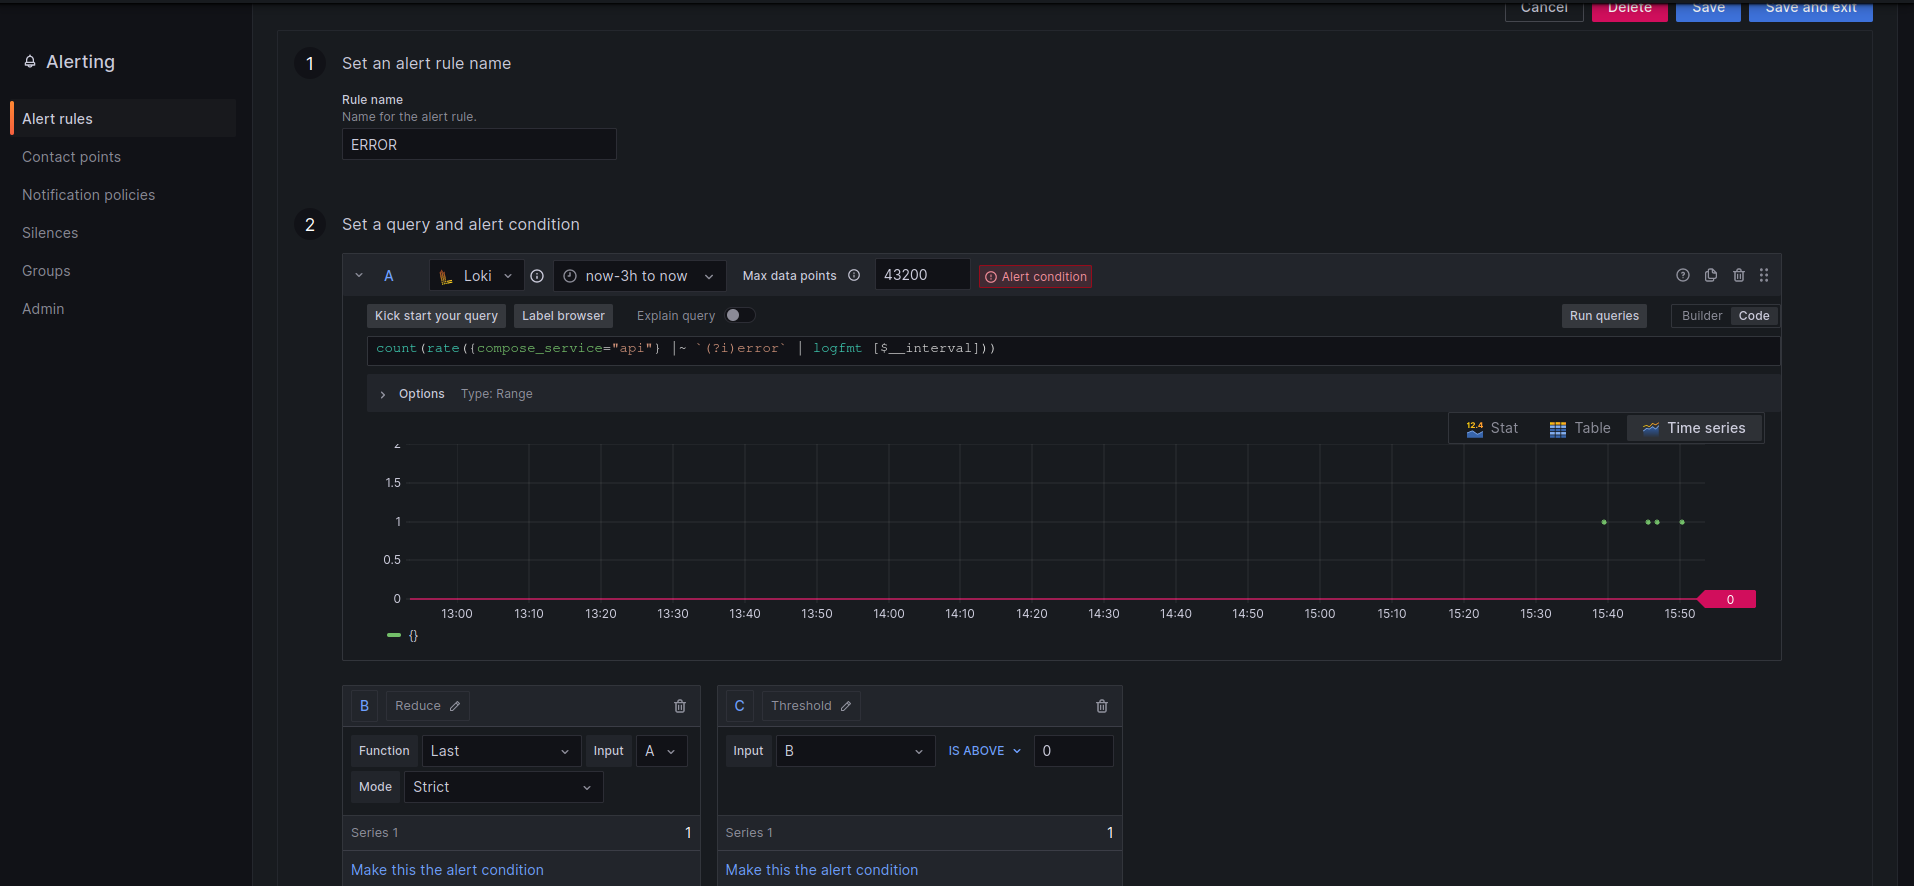 Cancel Delete Save Save and exit
Alerting
Alert rules
Contact points
Notification policies
Silences
Groups
Admin
1 Set an alert rule name
Rule name
Name for the alert rule.
ERROR
2 Set a query and alert condition
A Loki now-3h to now Max data points 43200 Alert condition
Kick start your query Label browser Explain query Run queries Builder Code
count(rate({compose_service="api"} |~ `(?i)error` | logfmt [$__interval]))
Options Type: Range
12.4 Stat Table Time series
2
1.5
1
0.5
0 0
13:00 13:10 13:20 13:30 13:40 13:50 14:00 14:10 14:20 14:30 14:40 14:50 15:00 15:10 15:20 15:30 15:40 15:50
{}
B Reduce
Function Last Input A
Mode Strict
Series 1 1
Make this the alert condition
C Threshold
Input B IS ABOVE 0
Series 1 1
Make this the alert condition